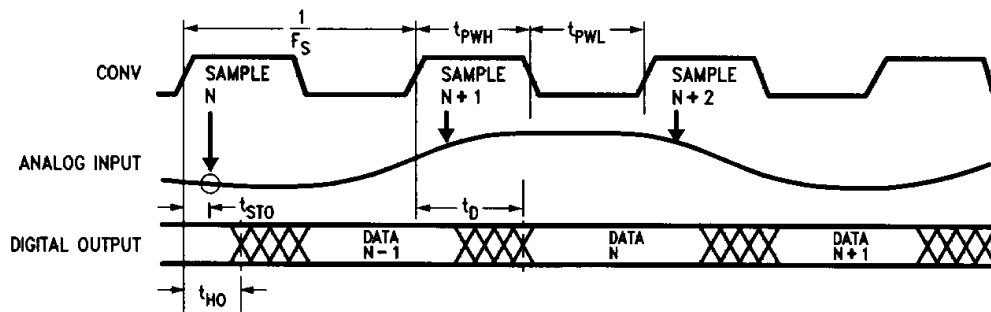 1
F_S
t_PWH
t_PWL
CONV
SAMPLE
N
SAMPLE
N + 1
SAMPLE
N + 2
ANALOG INPUT
t_STO
t_D
DIGITAL OUTPUT
DATA
N-1
DATA
N
DATA
N+1
t_HO